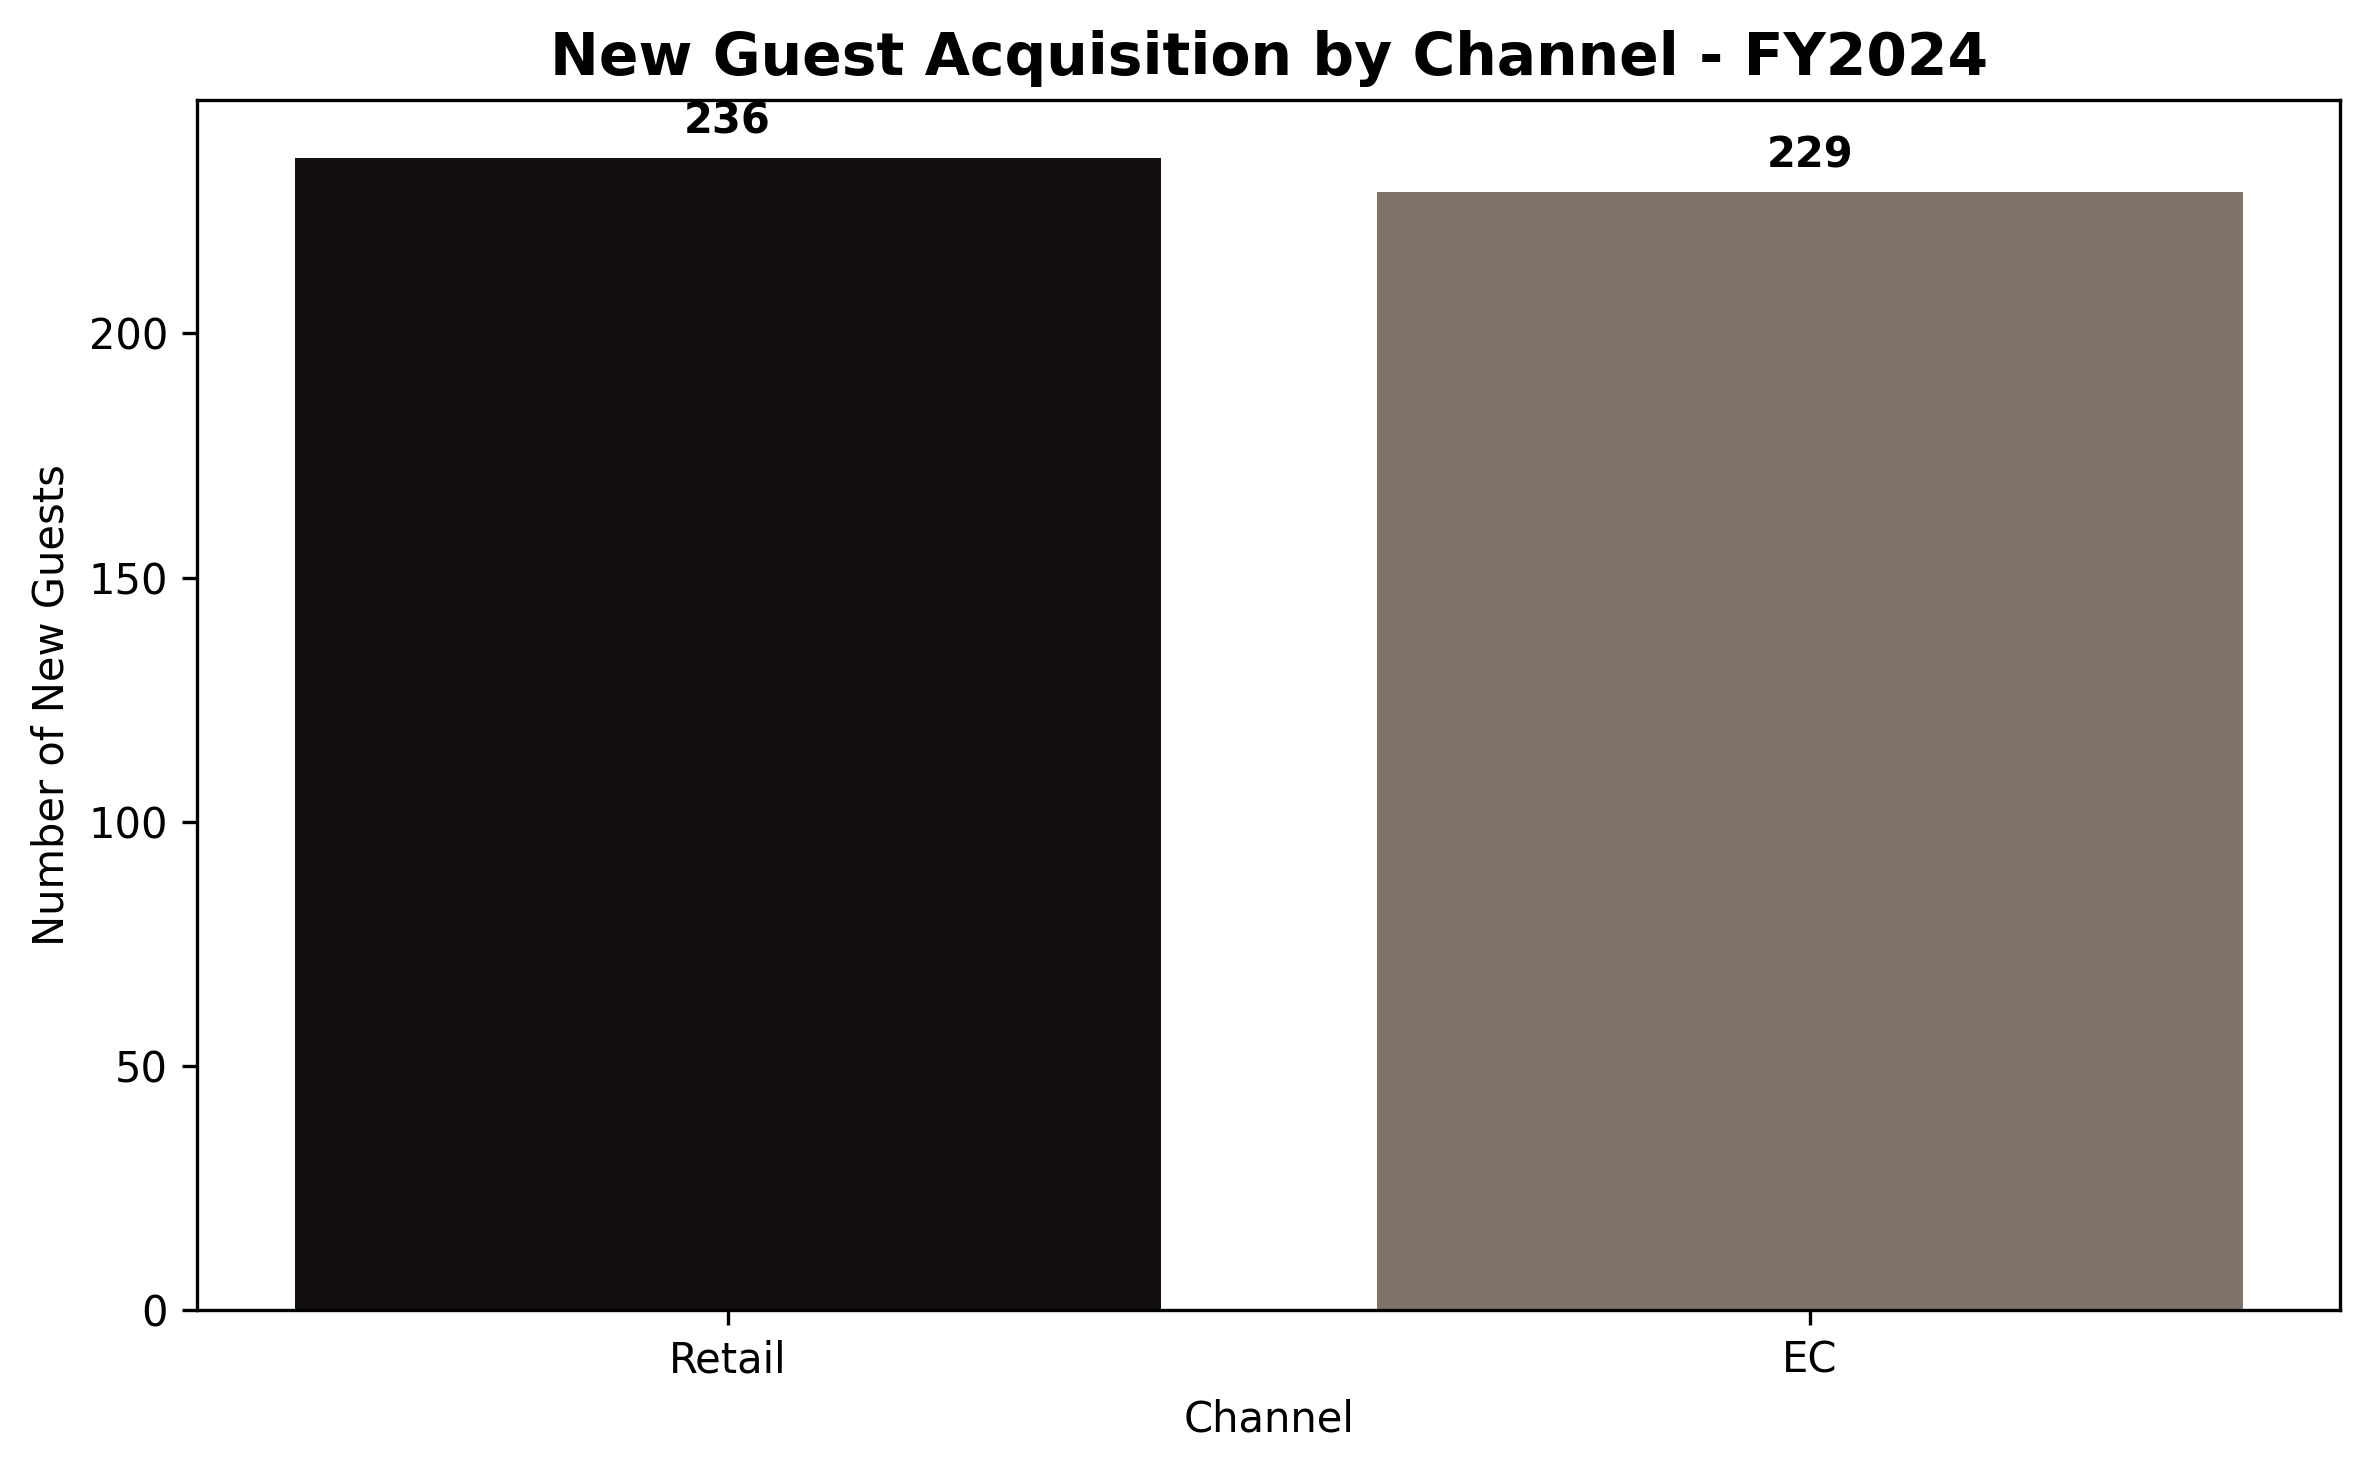 New Guest Acquisition by Channel - FY2024
236
229
200
150
100
50
0
Number of New Guests
Retail
EC
Channel